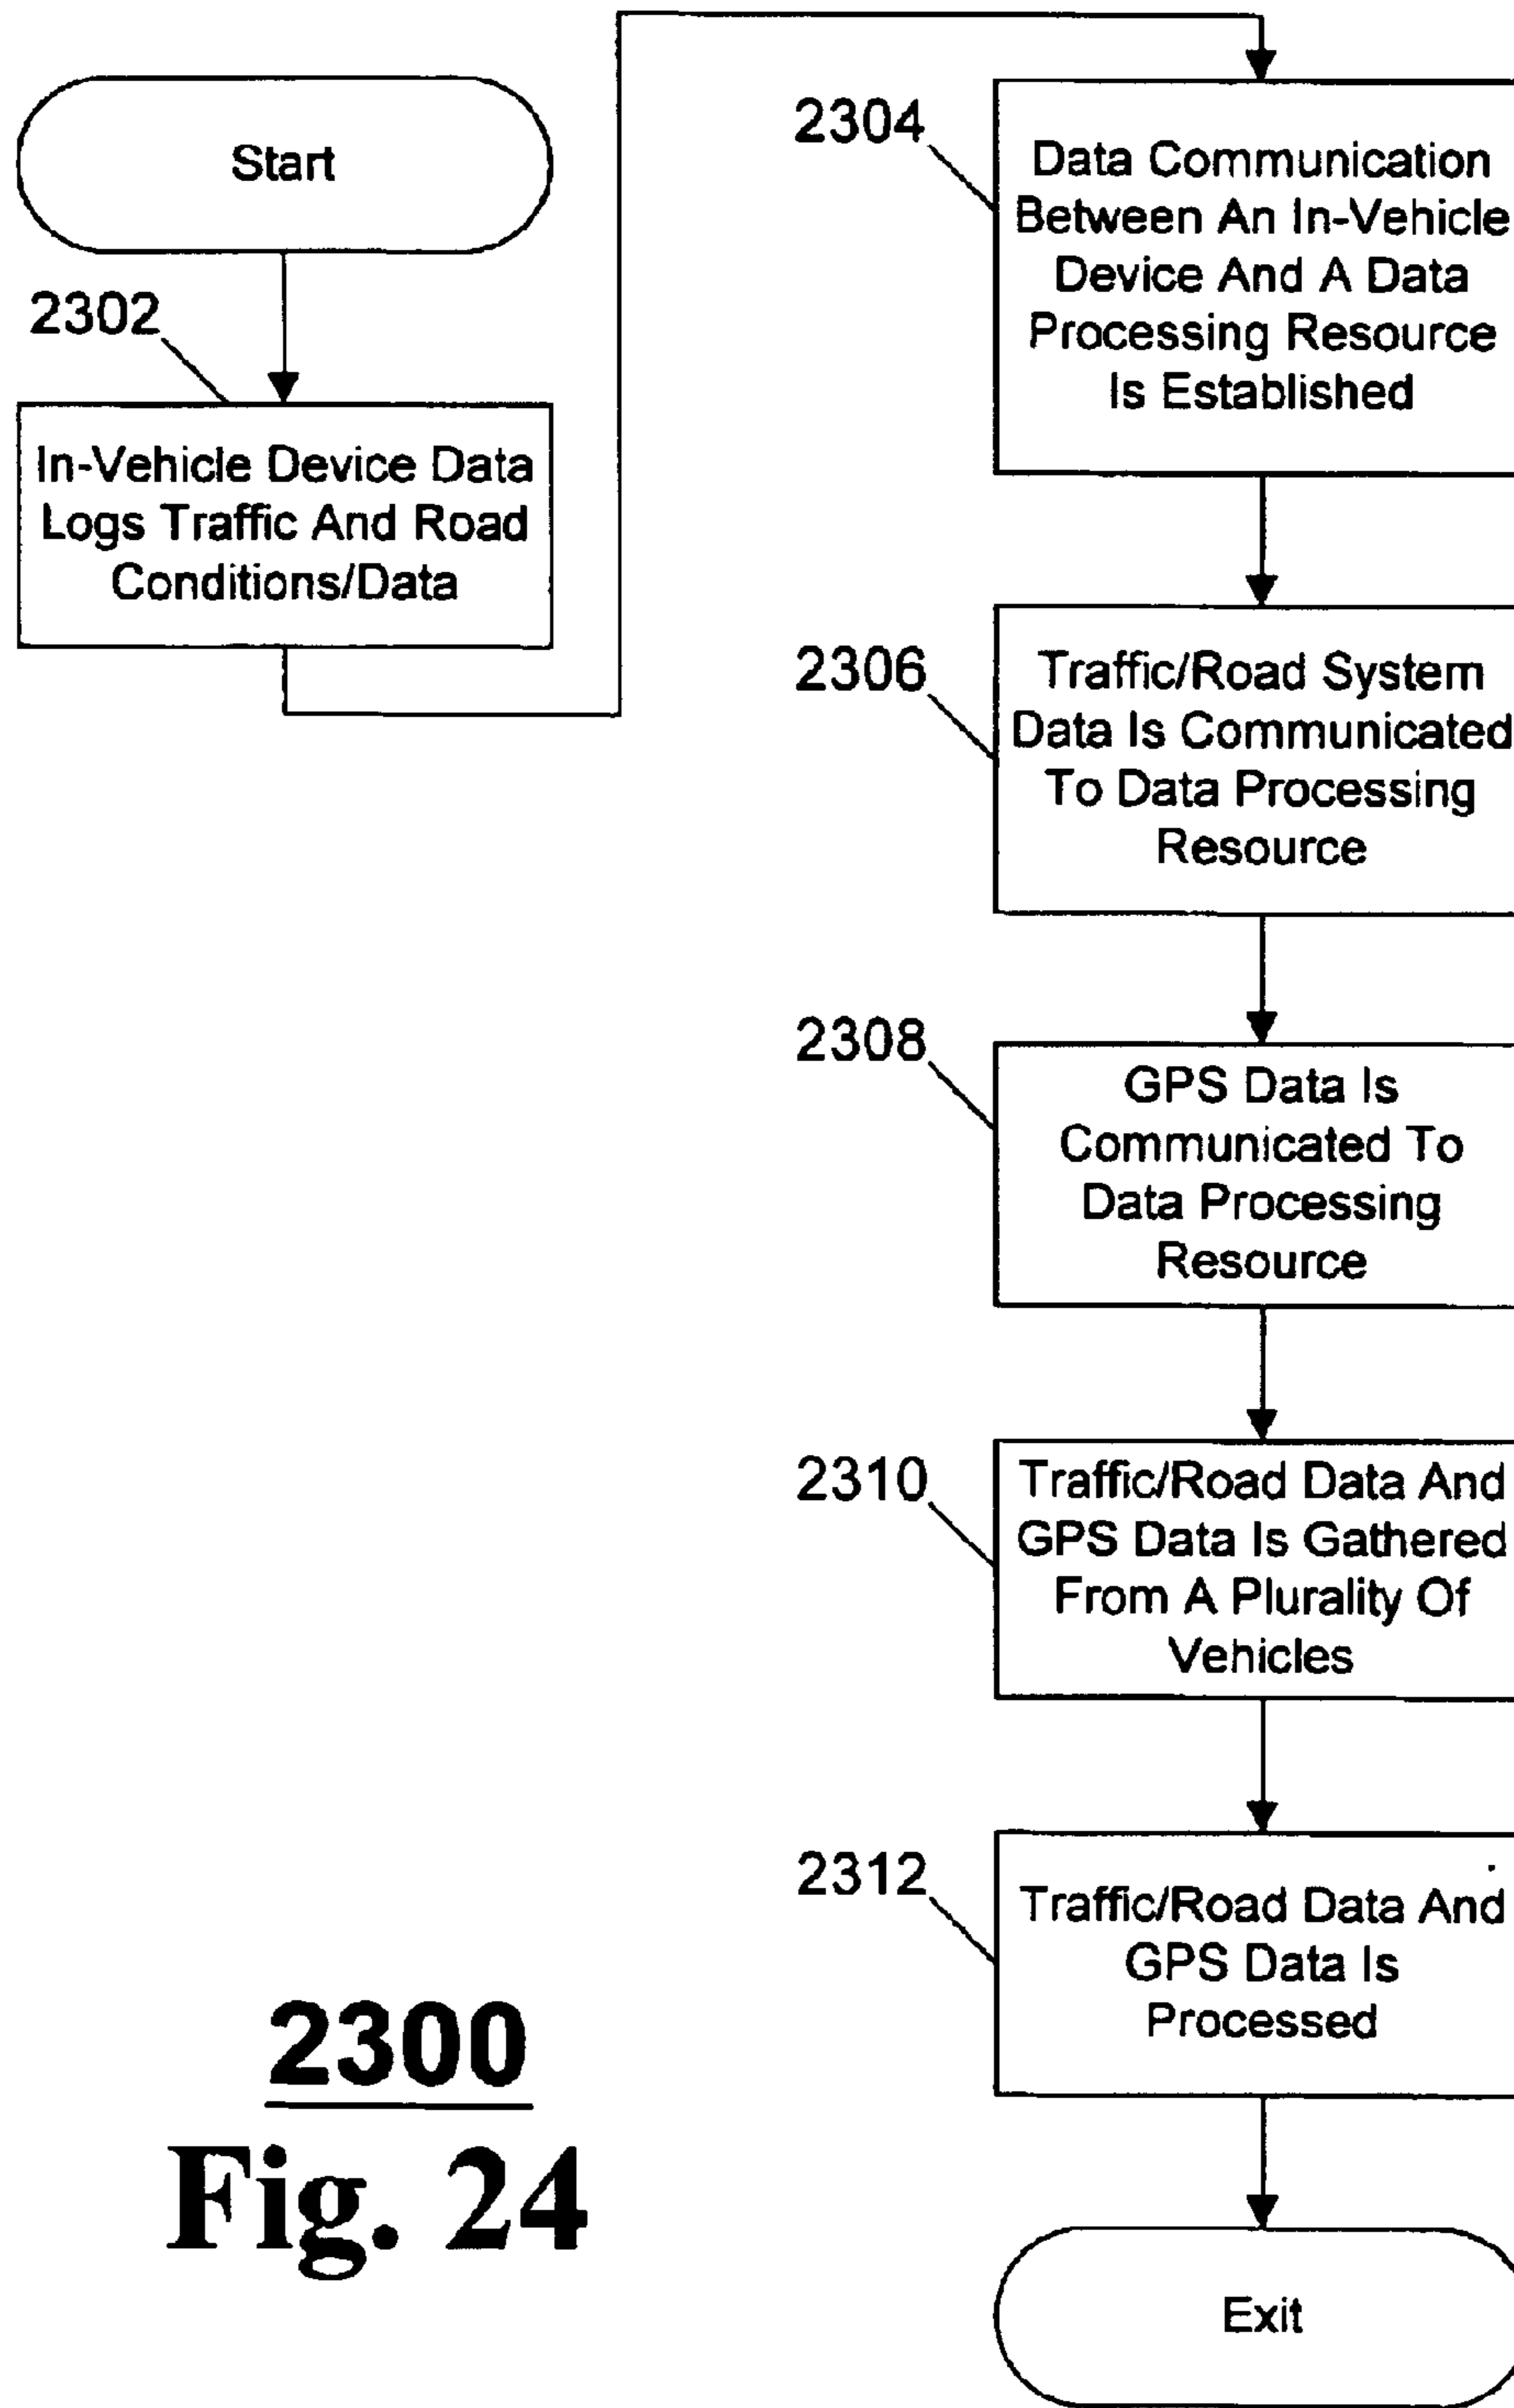 Start
2302
In-Vehicle Device Data
Logs Traffic And Road
Conditions/Data
2304
Data Communication
Between An In-Vehicle
Device And A Data
Processing Resource
Is Established
2306
Traffic/Road System
Data Is Communicated
To Data Processing
Resource
2308
GPS Data Is
Communicated To
Data Processing
Resource
2310
Traffic/Road Data And
GPS Data Is Gathered
From A Plurality Of
Vehicles
2312
Traffic/Road Data And
GPS Data Is
Processed
Exit
2300
Fig. 24